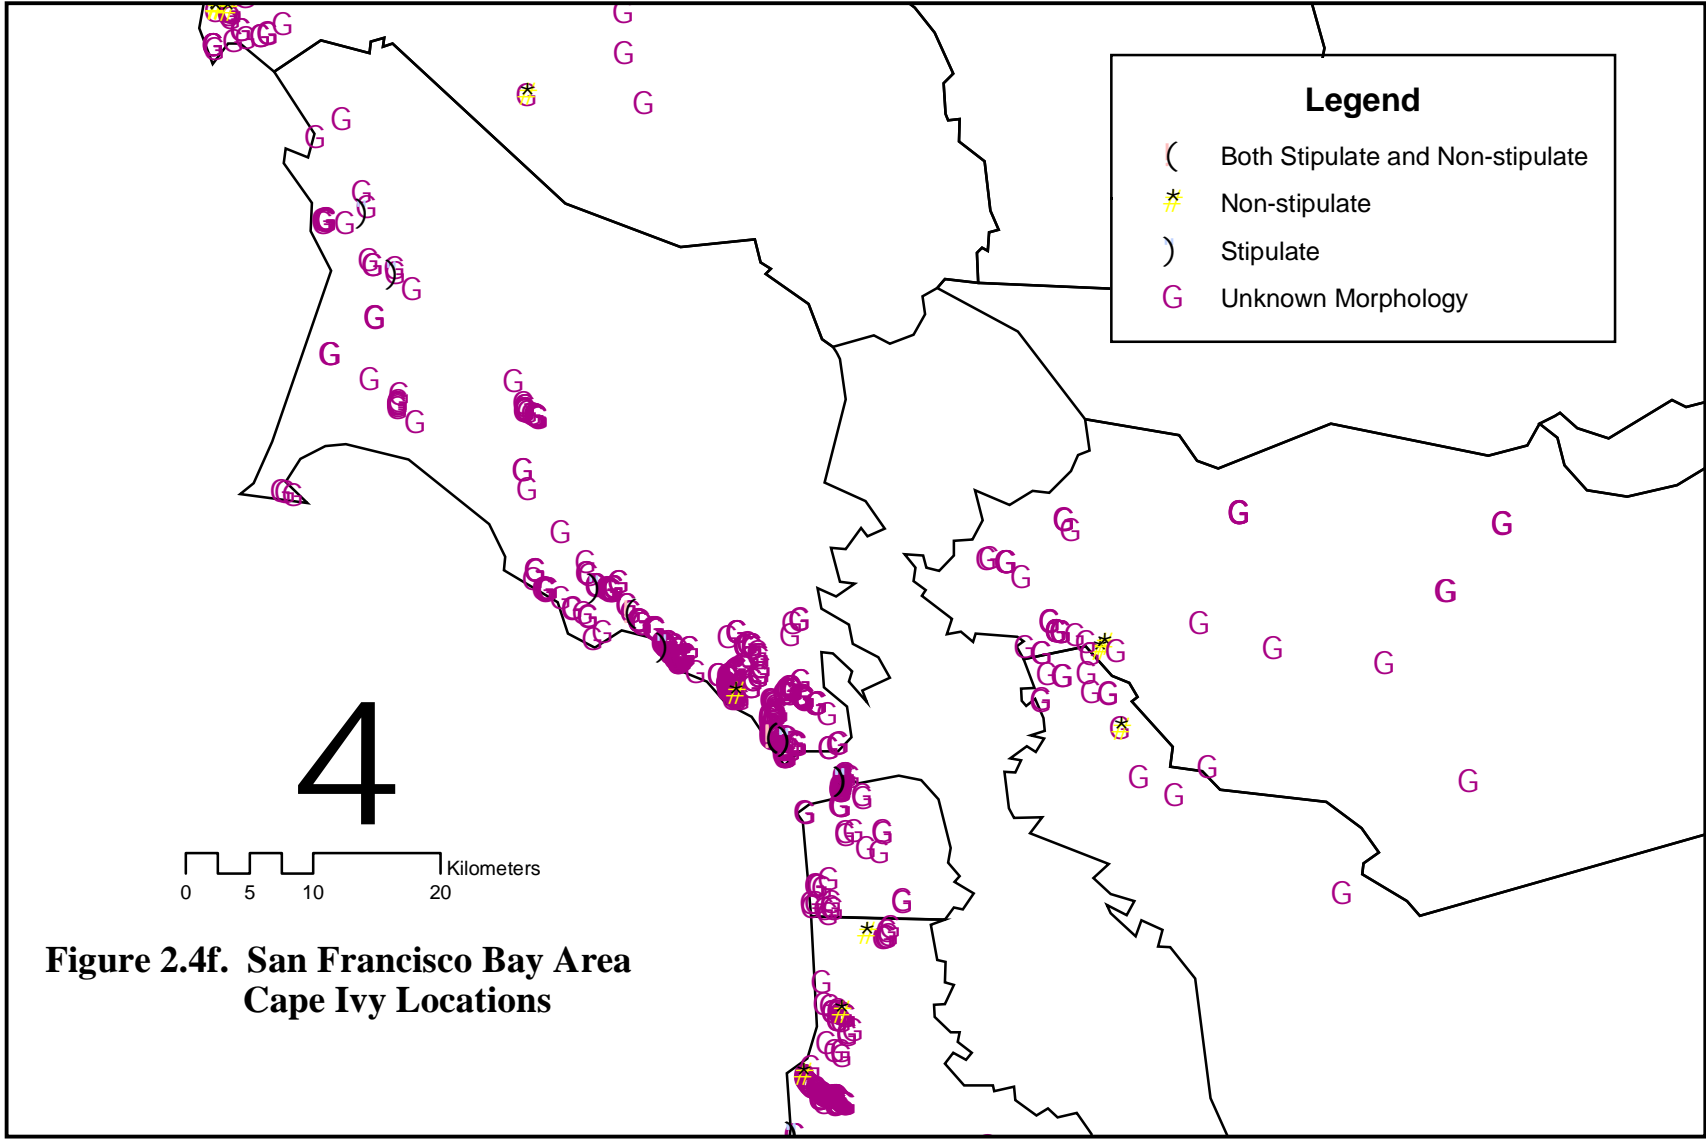 Legend
( Both Stipulate and Non-stipulate
* # Non-stipulate
) Stipulate
G Unknown Morphology
4
Kilometers
0 5 10 20
Figure 2.4f. San Francisco Bay Area
Cape Ivy Locations